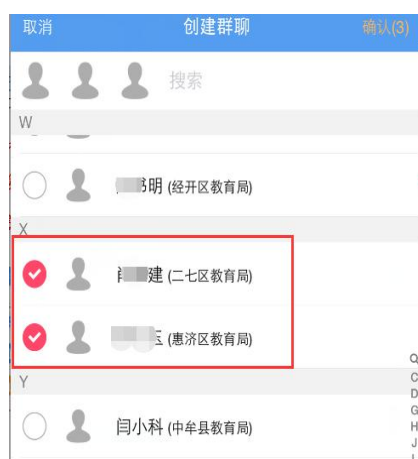 取消 创建群聊 确认(3)
搜索
W
明 (经开区教育局)
X
建 (二七区教育局)
(惠济区教育局)
Y
闫小科 (中牟县教育局)
C
D
G
H
J